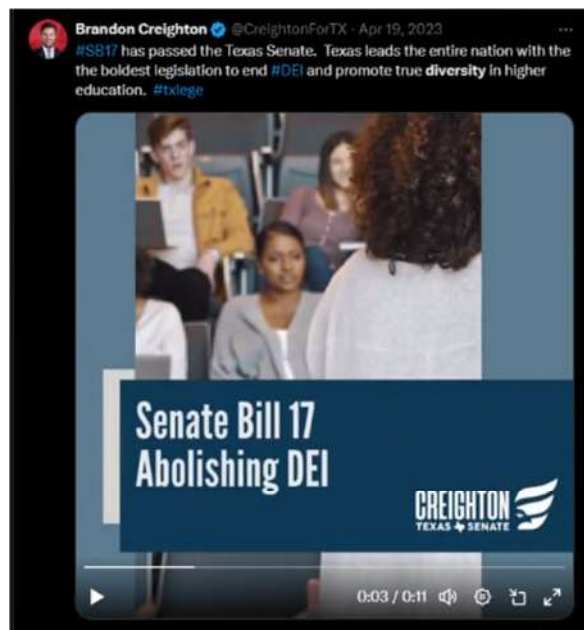 Brandon Creighton @CreightonForTX · Apr 19, 2023 ...
#SB17 has passed the Texas Senate. Texas leads the entire nation with the
the boldest legislation to end #DEI and promote true diversity in higher
education. #txlege
Senate Bill 17
Abolishing DEI
CREIGHTON
TEXAS SENATE
0:03 / 0:11